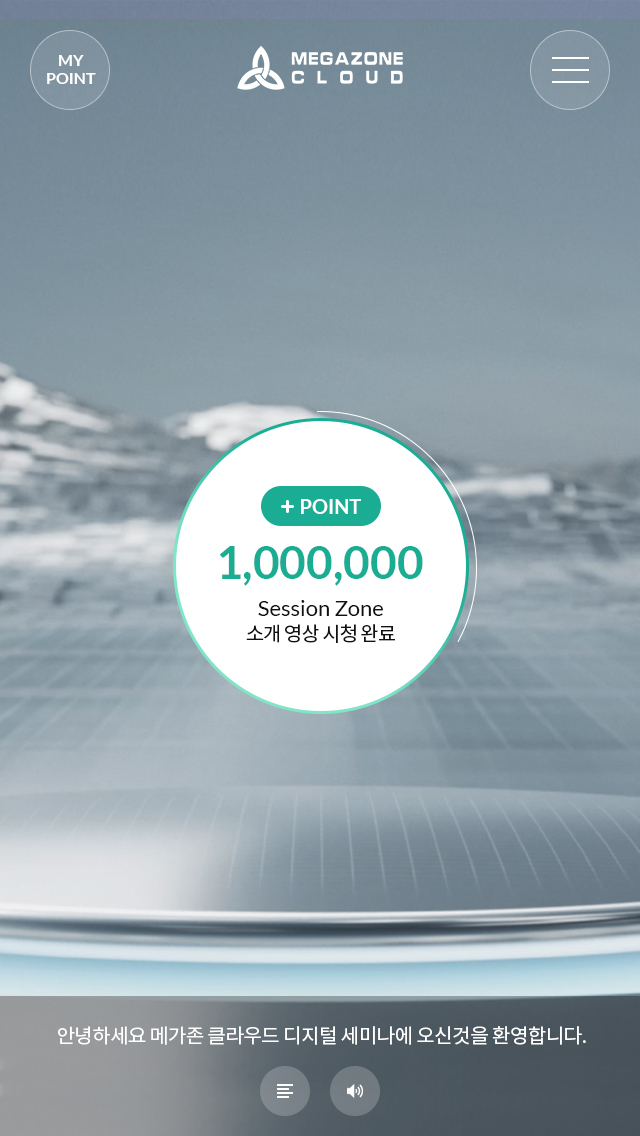 MY
POINT
MEGAZONE
CLOUD
+ POINT
1,000,000
Session Zone
소개 영상 시청 완료
안녕하세요 메가존 클라우드 디지털 세미나에 오신것을 환영합니다.